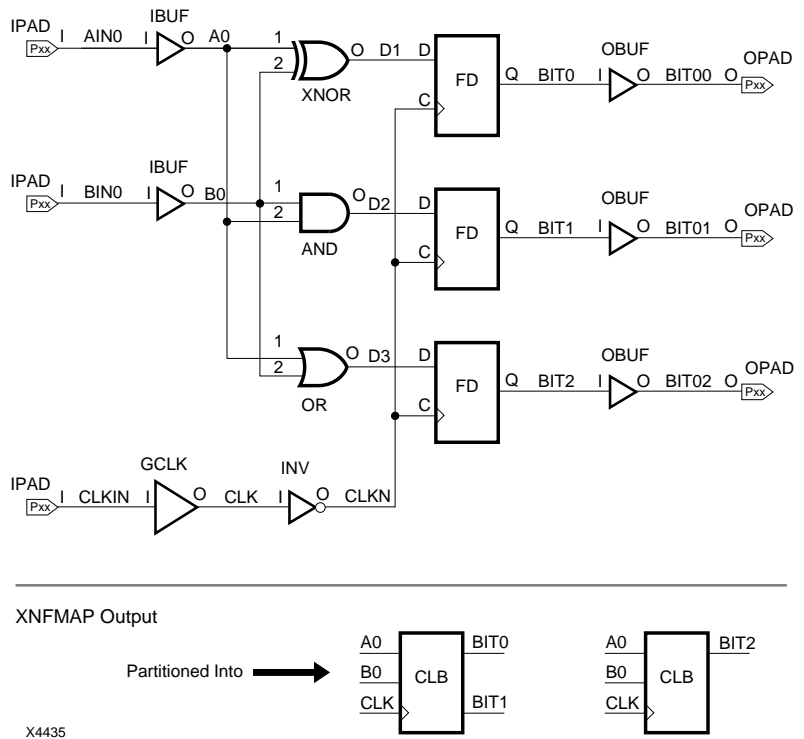 IBUF
IPAD I AIN0 I O A0 1 O D1 D Q BIT0 I O BIT00 O OPAD
Pxx 2 XNOR C FD OBUF Pxx
IBUF
IPAD I BIN0 I O B0 1 O D2 D Q BIT1 I O BIT01 O OPAD
Pxx 2 AND C FD OBUF Pxx
1 O D3 D Q BIT2 I O BIT02 O OPAD
2 OR C FD OBUF Pxx
GCLK INV
IPAD I CLKIN I O CLK I O CLKN
Pxx
XNFMAP Output
Partitioned Into
A0 BIT0
B0 CLB
CLK BIT1
A0 BIT2
B0 CLB
CLK
X4435